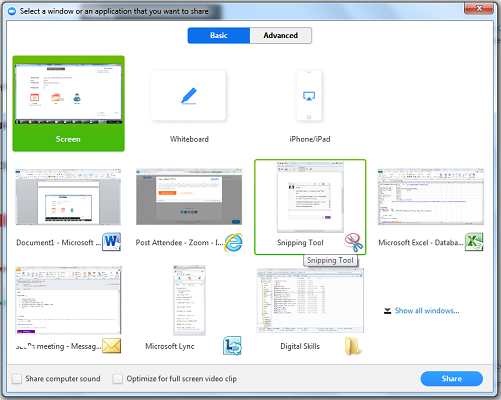 Select a window or an application that you want to share
Basic Advanced
Screen Whiteboard iPhone/iPad
Document1 - Microsoft ... Post Attendee - Zoom - I... Snipping Tool Microsoft Excel - Databa...
Snipping Tool
meeting - Messag... Microsoft Lync Digital Skills Show all windows...
Share computer sound Optimize for full screen video clip Share